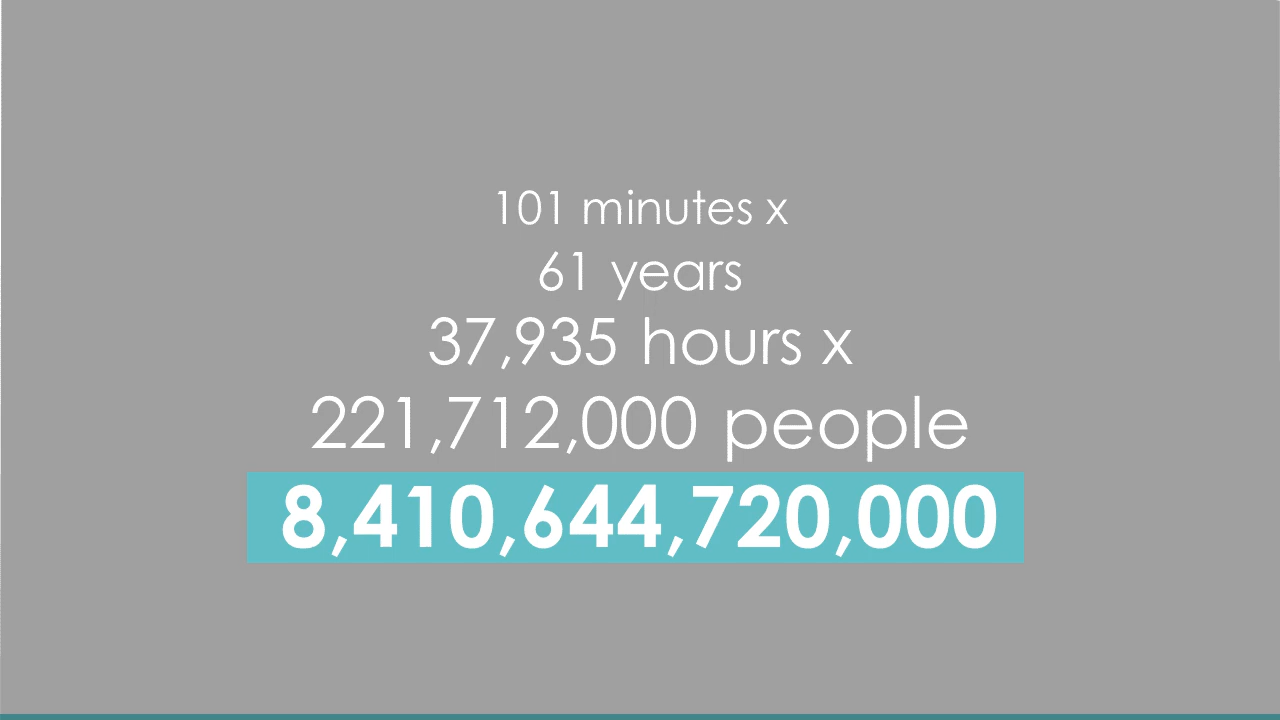 101 minutes x
61 years
37,935 hours x
221,712,000 people
8,410,644,720,000